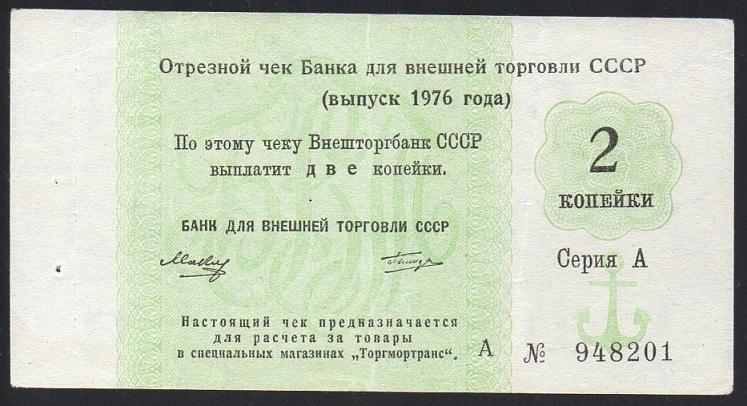 Отрезной чек Банка для внешней торговли СССР
(выпуск 1976 года)
По этому чеку Внешторгбанк СССР
выплатит две копейки.
БАНК ДЛЯ ВНЕШНЕЙ ТОРГОВЛИ СССР
2
КОПЕЙКИ
Серия А
Настоящий чек предназначается
для расчета за товары
в специальных магазинах „Торгмортранс“.
А № 948201